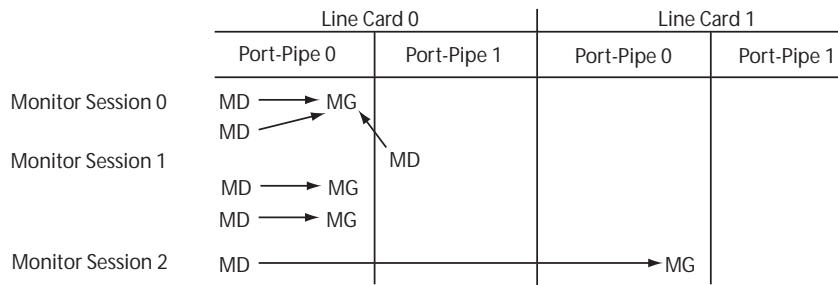 Line Card 0 Line Card 1
Port-Pipe 0 Port-Pipe 1 Port-Pipe 0 Port-Pipe 1
Monitor Session 0 MD MG
MD
Monitor Session 1 MD
MD MG
MD MG
Monitor Session 2 MD MG